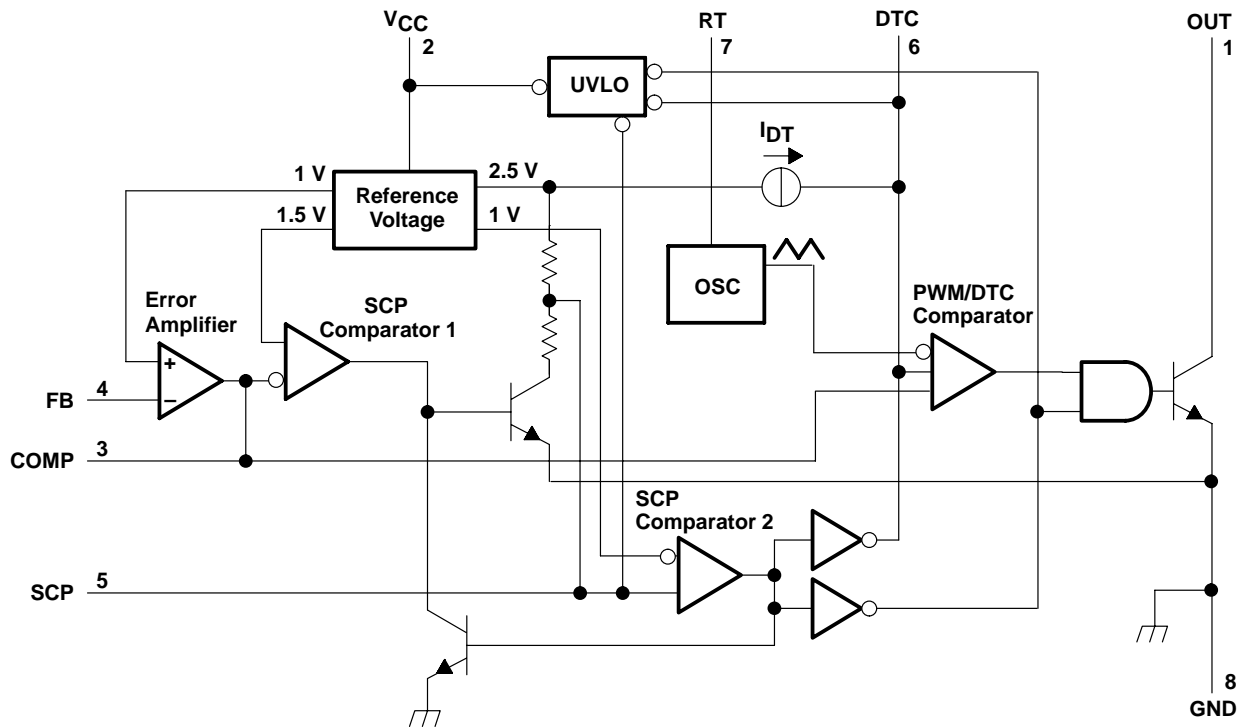 VCC
2
RT
7
DTC
6
OUT
1
UVLO
IDT
1 V
2.5 V
Reference
Voltage
1.5 V
1 V
OSC
PWM/DTC
Comparator
Error
Amplifier
SCP
Comparator 1
+
−
FB
4
COMP
3
SCP
Comparator 2
SCP
5
8
GND